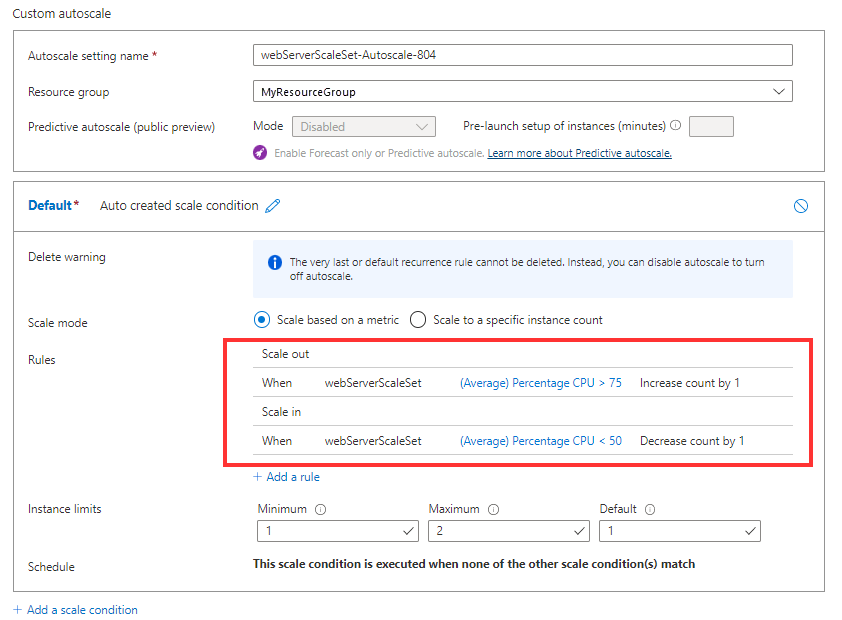 Custom autoscale
Autoscale setting name * webServerScaleSet-Autoscale-804
Resource group MyResourceGroup
Predictive autoscale (public preview) Mode Disabled Pre-launch setup of instances (minutes)
Enable Forecast only or Predictive autoscale. Learn more about Predictive autoscale.
Default* Auto created scale condition
Delete warning
The very last or default recurrence rule cannot be deleted. Instead, you can disable autoscale to turn
off autoscale.
Scale mode Scale based on a metric Scale to a specific instance count
Rules
Scale out
When webServerScaleSet (Average) Percentage CPU > 75 Increase count by 1
Scale in
When webServerScaleSet (Average) Percentage CPU < 50 Decrease count by 1
+ Add a rule
Instance limits Minimum Maximum Default
1 2 1
Schedule This scale condition is executed when none of the other scale condition(s) match
+ Add a scale condition